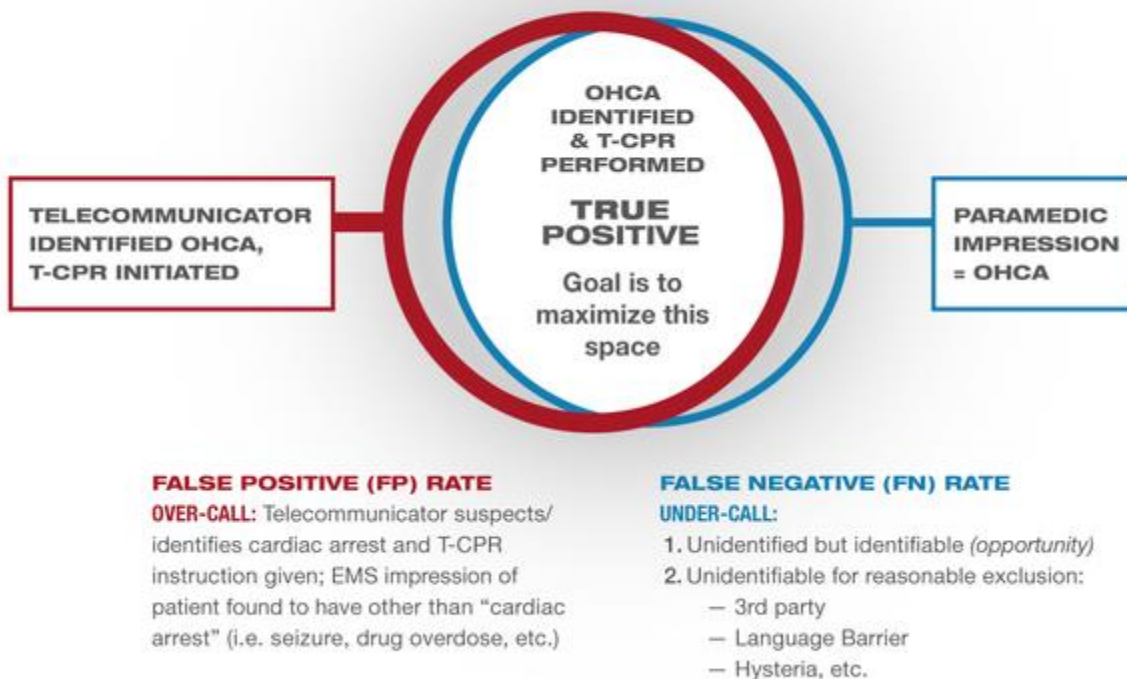 OHCA
IDENTIFIED
& T-CPR
PERFORMED
TRUE
POSITIVE
Goal is to
maximize this
space
TELECOMMUNICATOR
IDENTIFIED OHCA,
T-CPR INITIATED
PARAMEDIC
IMPRESSION
= OHCA
FALSE POSITIVE (FP) RATE
OVER-CALL: Telecommunicator suspects/
identifies cardiac arrest and T-CPR
instruction given; EMS impression of
patient found to have other than “cardiac
arrest” (i.e. seizure, drug overdose, etc.)
FALSE NEGATIVE (FN) RATE
UNDER-CALL:
1. Unidentified but identifiable (opportunity)
2. Unidentifiable for reasonable exclusion:
— 3rd party
— Language Barrier
— Hysteria, etc.